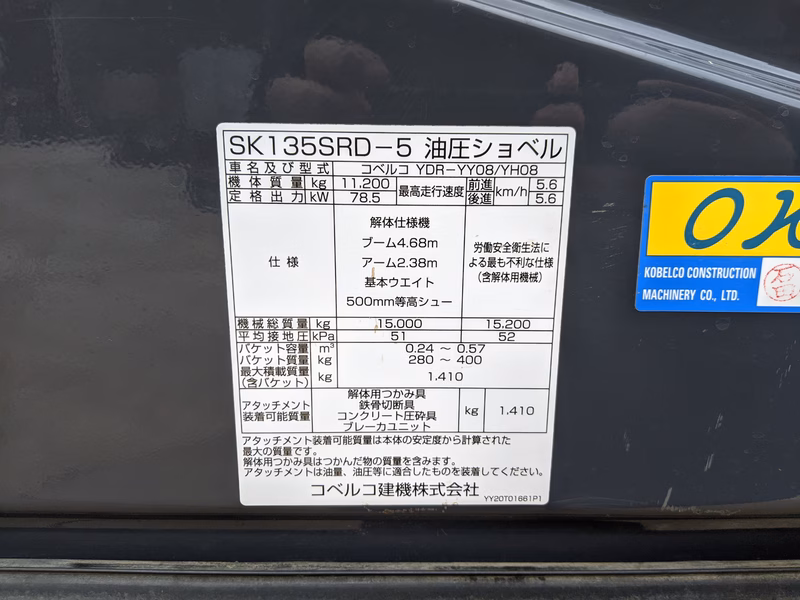 SK135SRD-5 油圧ショベル
車名及び型式 コベルコ YDR-YY08/YH08
機体質量 kg 11.200 最高走行速度 前進 km/h 5.6
定格出力 kW 78.5 後進 5.6
仕様
解体仕様機
ブーム4.68m
アーム2.38m
基本ウエイト
500mm等高シュー
労働安全衛生法に
よる最も不利な仕様
(含解体用機械)
機械総質量 kg 15.000 15.200
平均接地圧 kPa 51 52
バケット容量 m³ 0.24 ~ 0.57
バケット質量 kg 280 ~ 400
最大積載質量
(含バケット) kg 1.410
アタッチメント
装着可能質量
解体用つかみ具
鉄骨切断具
コンクリート圧砕具
ブレーカユニット
kg 1.410
アタッチメント装着可能質量は本体の安定度から計算された
最大の質量です。
解体用つかみ具はつかんだ物の質量を含みます。
アタッチメントは油量、油圧等に適合したものを装着してください。
コベルコ建機株式会社 YY20T01661P1
OK
KOBELCO CONSTRUCTION
MACHINERY CO., LTD.